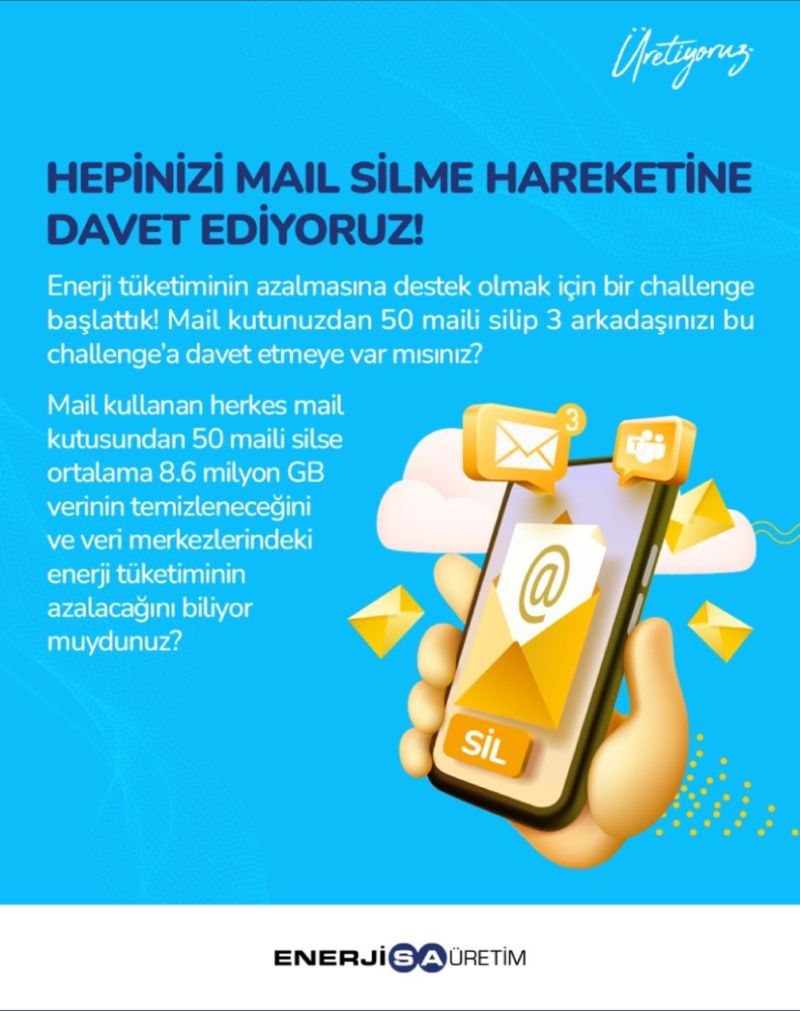 Üretiyoruz.
HEPİNİZİ MAIL SİLME HAREKETİNE
DAVET EDİYORUZ!
Enerji tüketiminin azalmasına destek olmak için bir challenge
başlattık! Mail kutunuzdan 50 maili silip 3 arkadaşınızı bu
challenge’a davet etmeye var mısınız?
Mail kullanan herkes mail
kutusundan 50 maili silse
ortalama 8.6 milyon GB
verinin temizleneceğini
ve veri merkezlerindeki
enerji tüketiminin
azalacağını biliyor
muydunuz?
3
T
@
SİL
ENERJİSA ÜRETİM